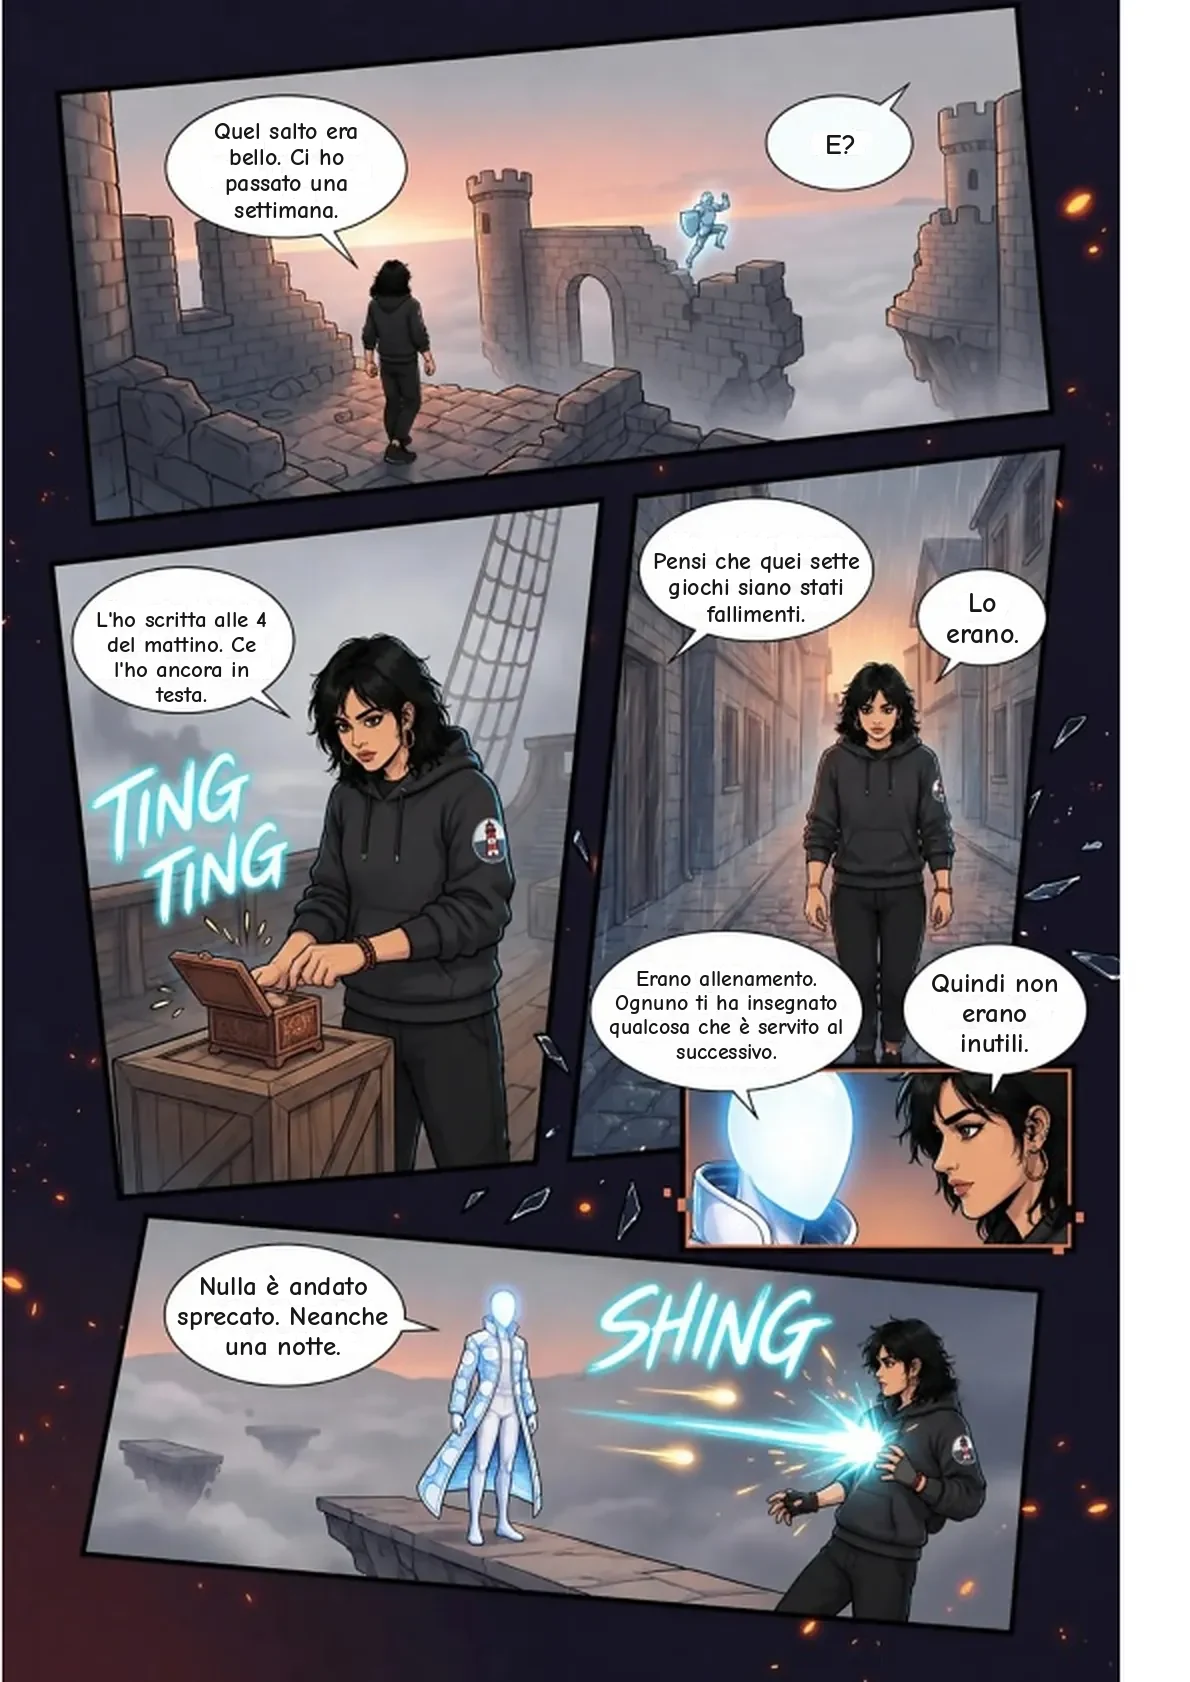 Quel salto era
bello. Ci ho
passato una
settimana.
E?
L'ho scritta alle 4
del mattino. Ce
l'ho ancora in
testa.
TING
TING
Pensi che quei sette
giochi siano stati
fallimenti.
Lo
erano.
Erano allenamento.
Ognuno ti ha insegnato
qualcosa che è servito al
successivo.
Quindi non
erano
inutili.
Nulla è andato
sprecato. Neanche
una notte.
SHING